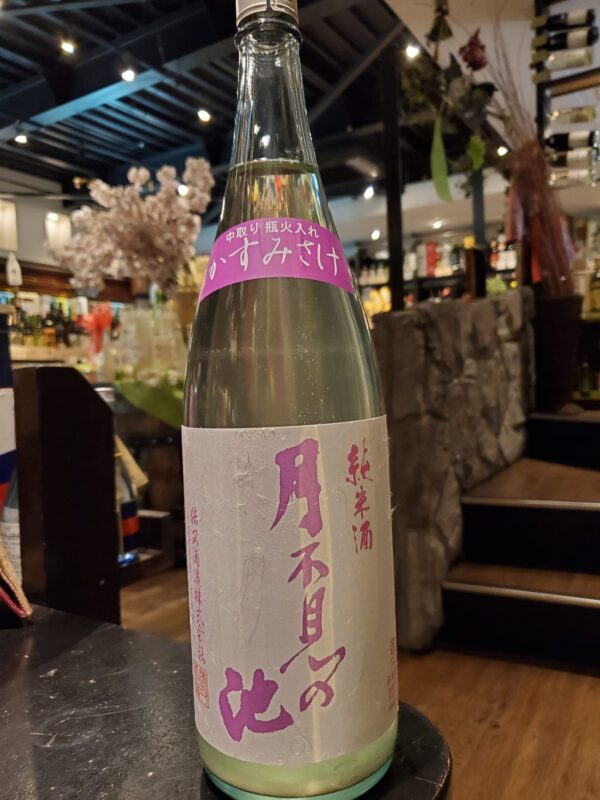 中取り 瓶火入れ
かすみさけ
純米酒
月不見の池